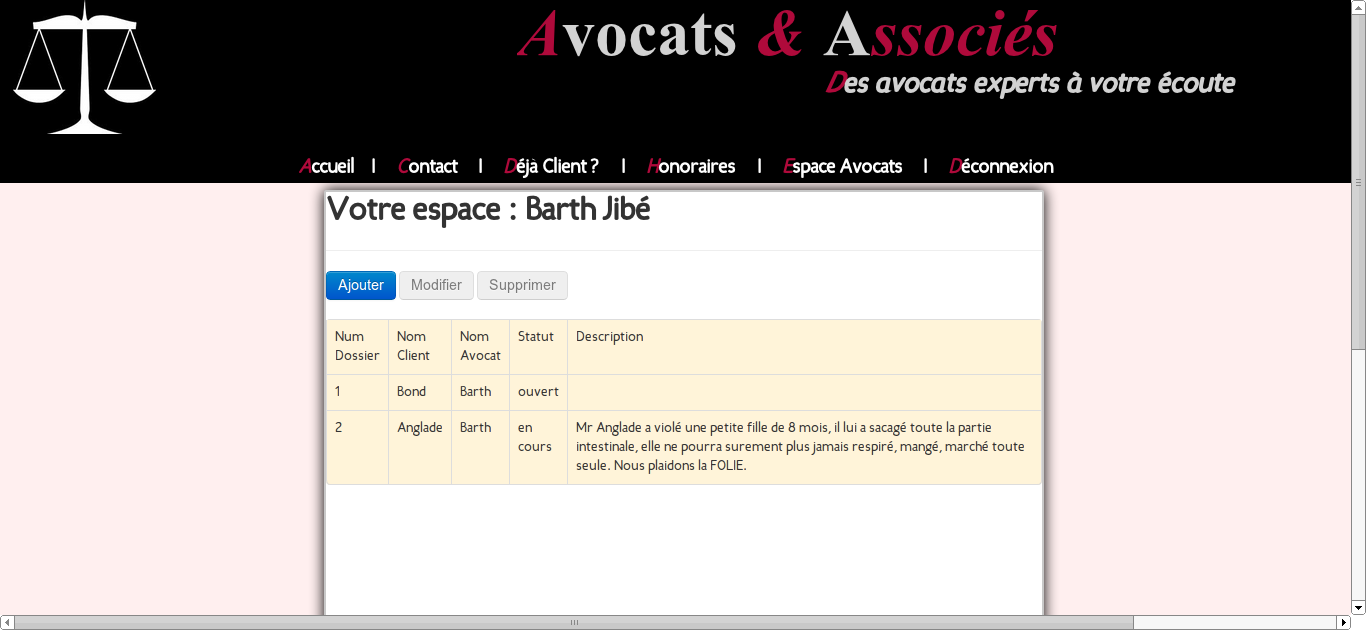 Avocats & Associés
Des avocats experts à votre écoute
Accueil | Contact | Déjà Client ? | Honoraires | Espace Avocats | Déconnexion
Votre espace : Barth Jibé
Ajouter Modifier Supprimer
Num Dossier Nom Client Nom Avocat Statut Description
1 Bond Barth ouvert
2 Anglade Barth en cours Mr Anglade a violé une petite fille de 8 mois, il lui a sacagé toute la partie
intestinale, elle ne pourra surement plus jamais respiré, mangé, marché toute
seule. Nous plaidons la FOLIE.